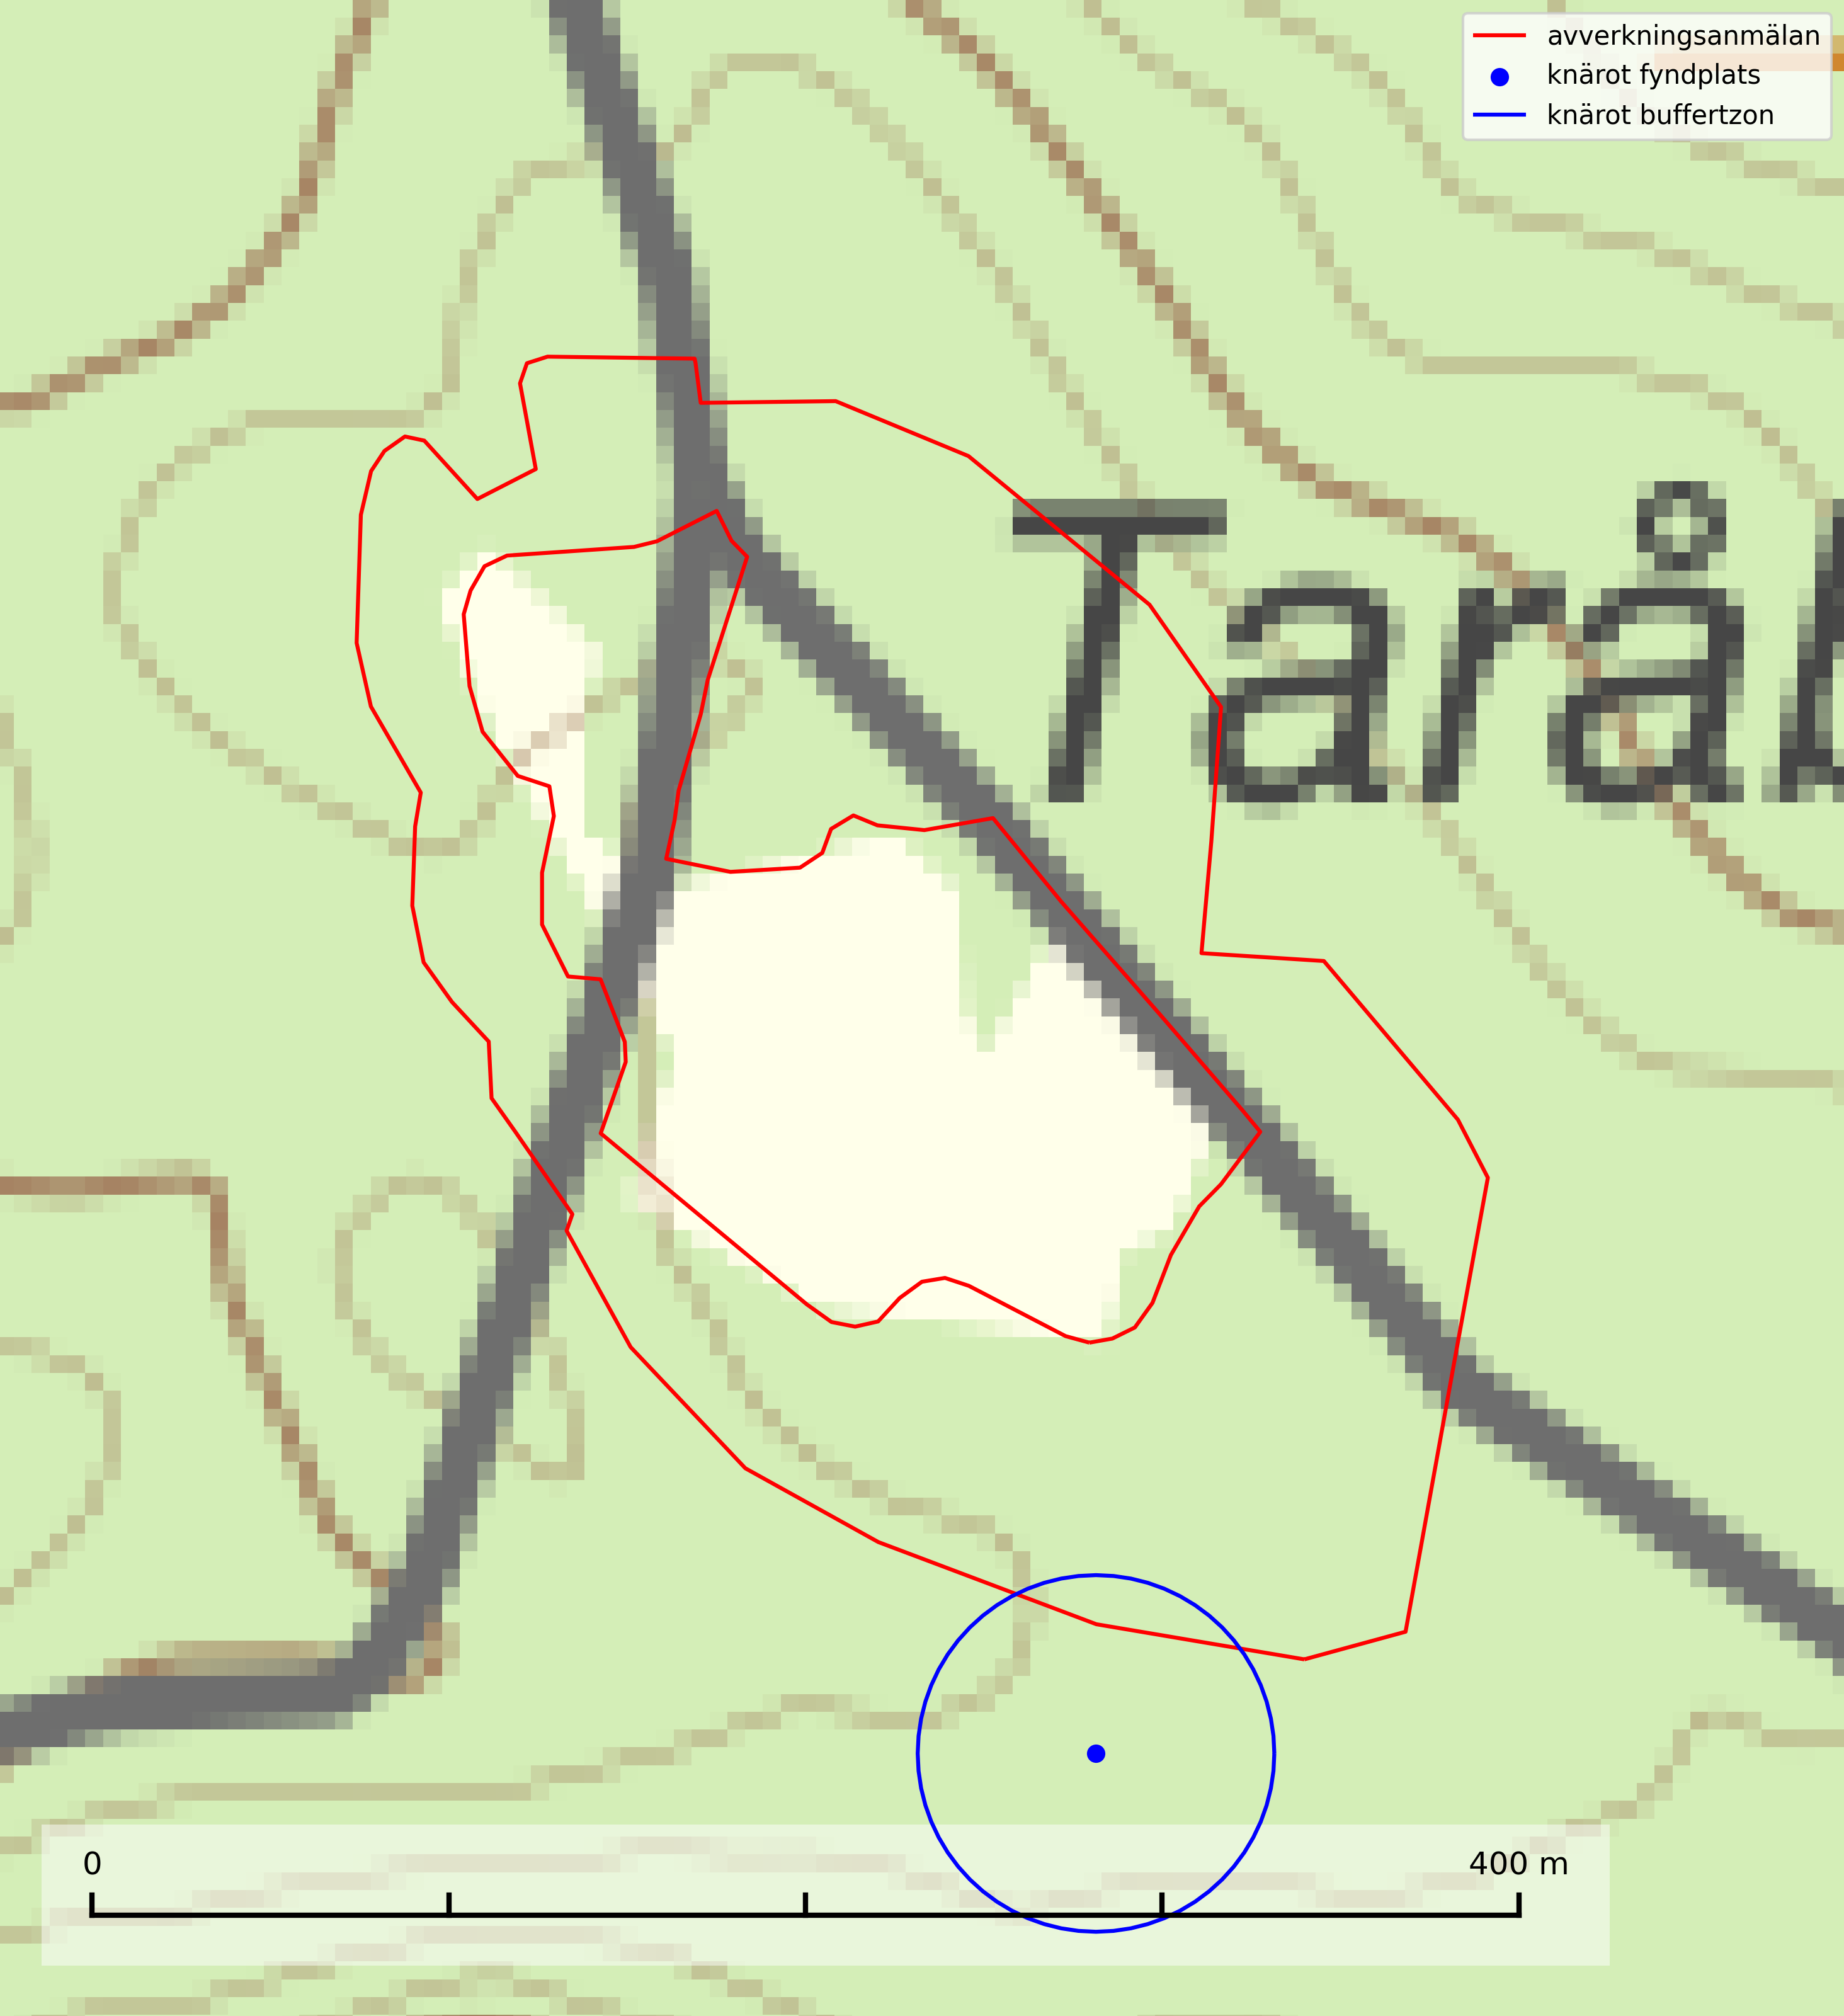 avverkningsanmälan
knärot fyndplats
knärot buffertzon
0
400 m